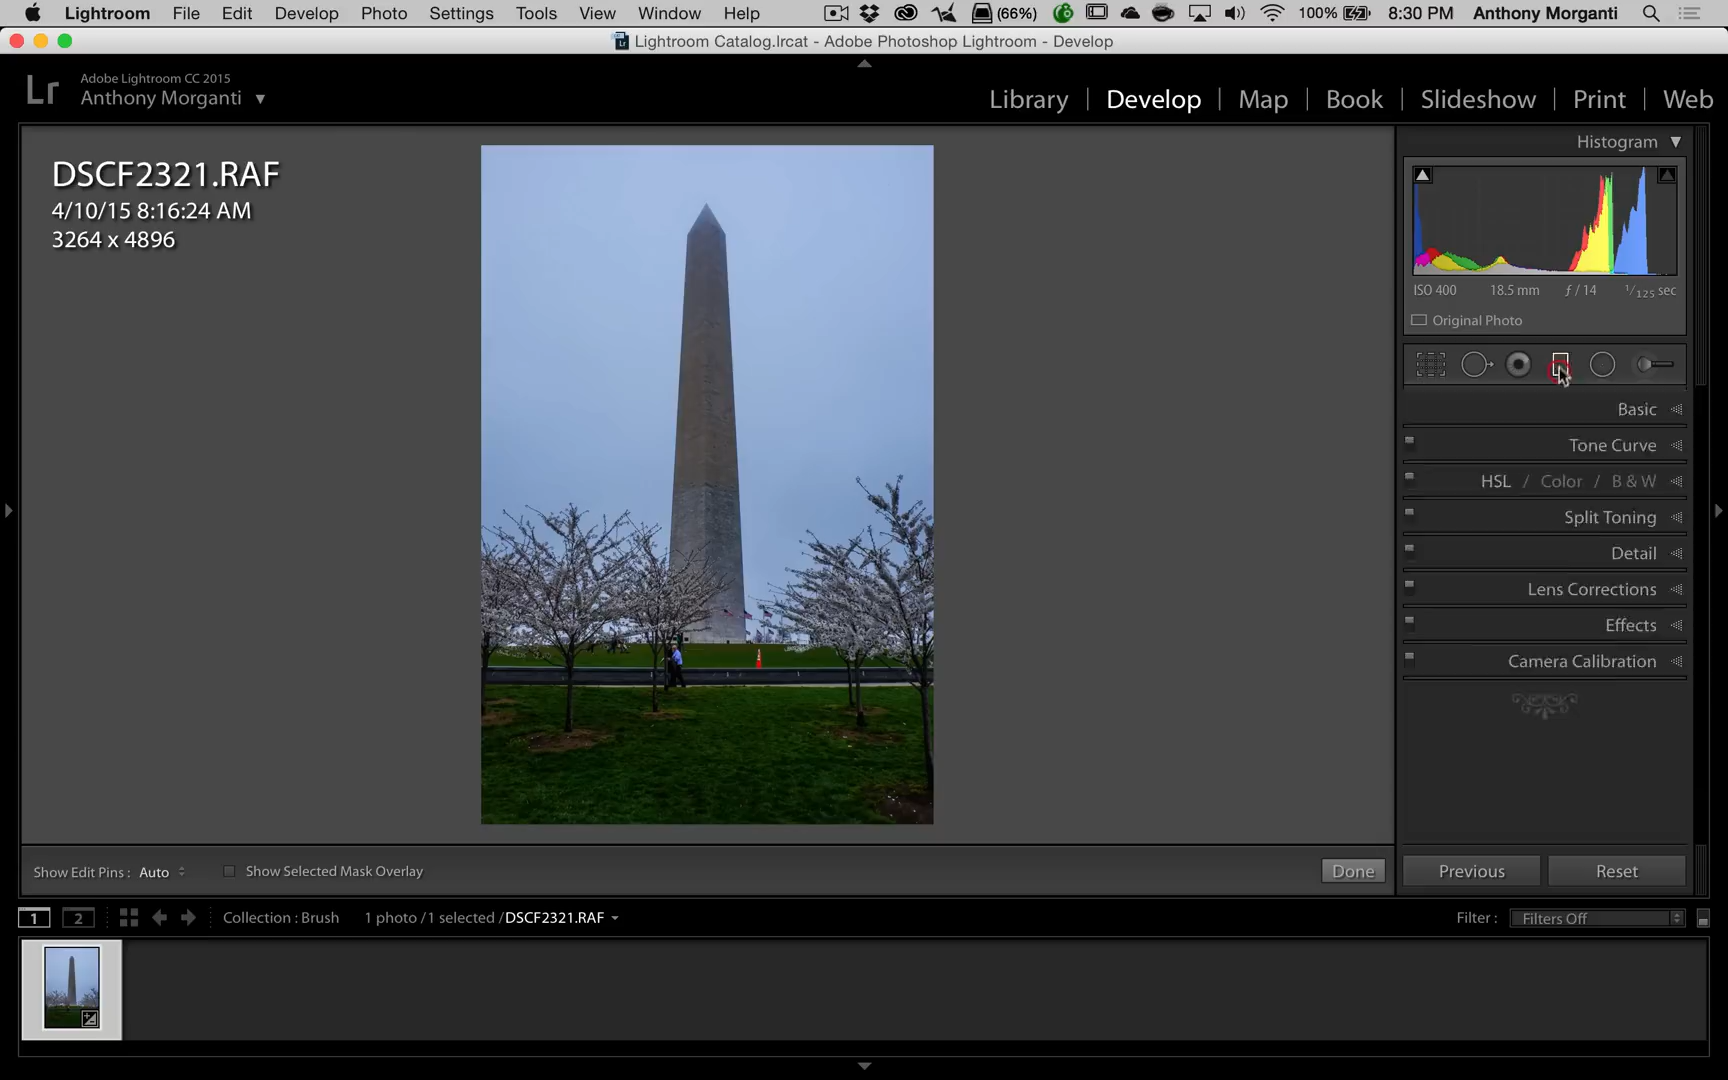 Lightroom File Edit Develop Photo Settings Tools View Window Help (66%) 100% 8:30 PM Anthony Morganti
Lightroom Catalog.lrcat - Adobe Photoshop Lightroom - Develop
Lr
Adobe Lightroom CC 2015
Anthony Morganti
Library | Develop | Map | Book | Slideshow | Print | Web
DSCF2321.RAF
4/10/15 8:16:24 AM
3264 x 4896
Histogram
ISO 400 18.5 mm ƒ / 14 1/125 sec
Original Photo
Basic
Tone Curve
HSL / Color / B & W
Split Toning
Detail
Lens Corrections
Effects
Camera Calibration
Show Edit Pins : Auto Show Selected Mask Overlay Done Previous Reset
1 2 Collection : Brush 1 photo / 1 selected / DSCF2321.RAF Filter : Filters Off